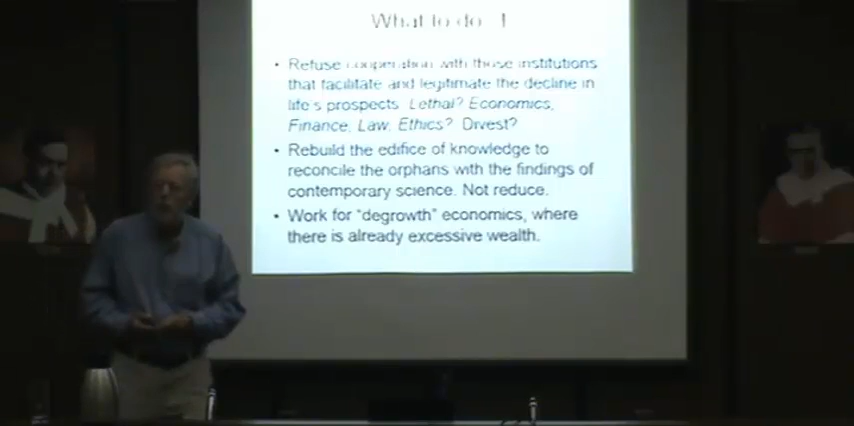 What to do 1
• Refuse cooperation with those institutions
that facilitate and legitimate the decline in
life's prospects. Lethal? Economics,
Finance, Law, Ethics? Divest?
• Rebuild the edifice of knowledge to
reconcile the orphans with the findings of
contemporary science. Not reduce.
• Work for "degrowth" economics, where
there is already excessive wealth.